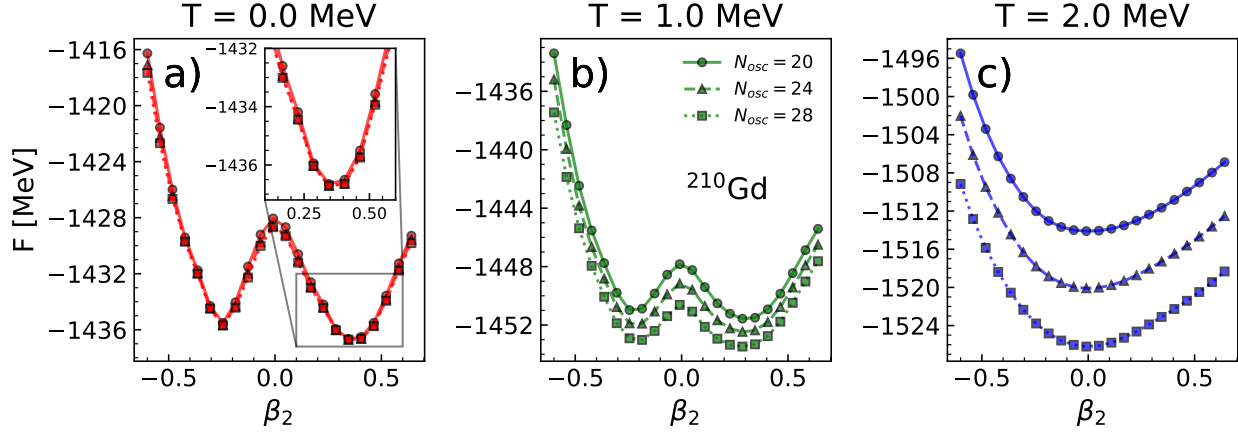 T = 0.0 MeV
T = 1.0 MeV
T = 2.0 MeV
F [MeV]
−1416
−1420
−1424
−1428
−1432
−1436
a)
−1432
−1434
−1436
0.25
0.50
−0.5
0.0
0.5
β2
−1436
−1440
−1444
−1448
−1452
b)
Nosc = 20
Nosc = 24
Nosc = 28
210Gd
−0.5
0.0
0.5
β2
−1496
−1500
−1504
−1508
−1512
−1516
−1520
−1524
c)
−0.5
0.0
0.5
β2